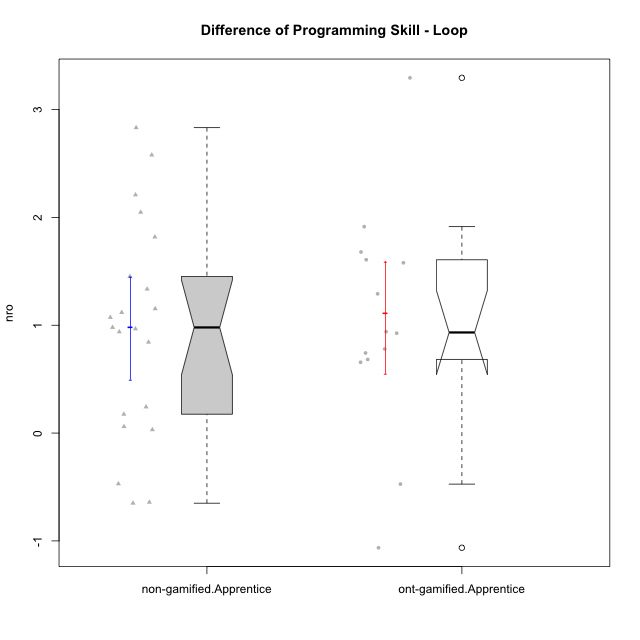 Difference of Programming Skill - Loop
nro
3
2
1
0
-1
non-gamified.Apprentice
ont-gamified.Apprentice